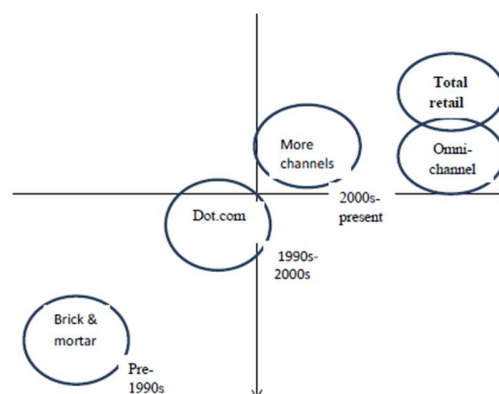 Total
retail
More
channels
Omni-
channel
2000s-
present
Dot.com
1990s-
2000s
Brick &
mortar
Pre-
1990s